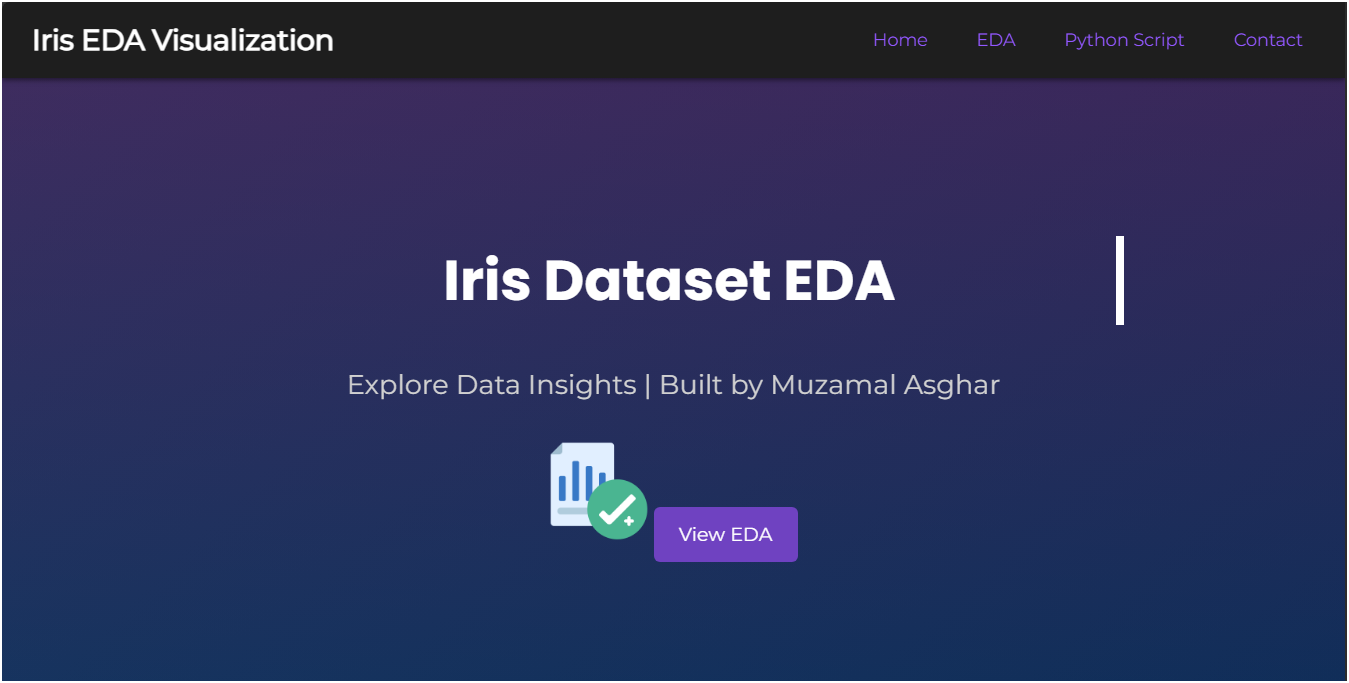 Iris EDA Visualization
Home EDA Python Script Contact
Iris Dataset EDA
Explore Data Insights | Built by Muzamal Asghar
View EDA